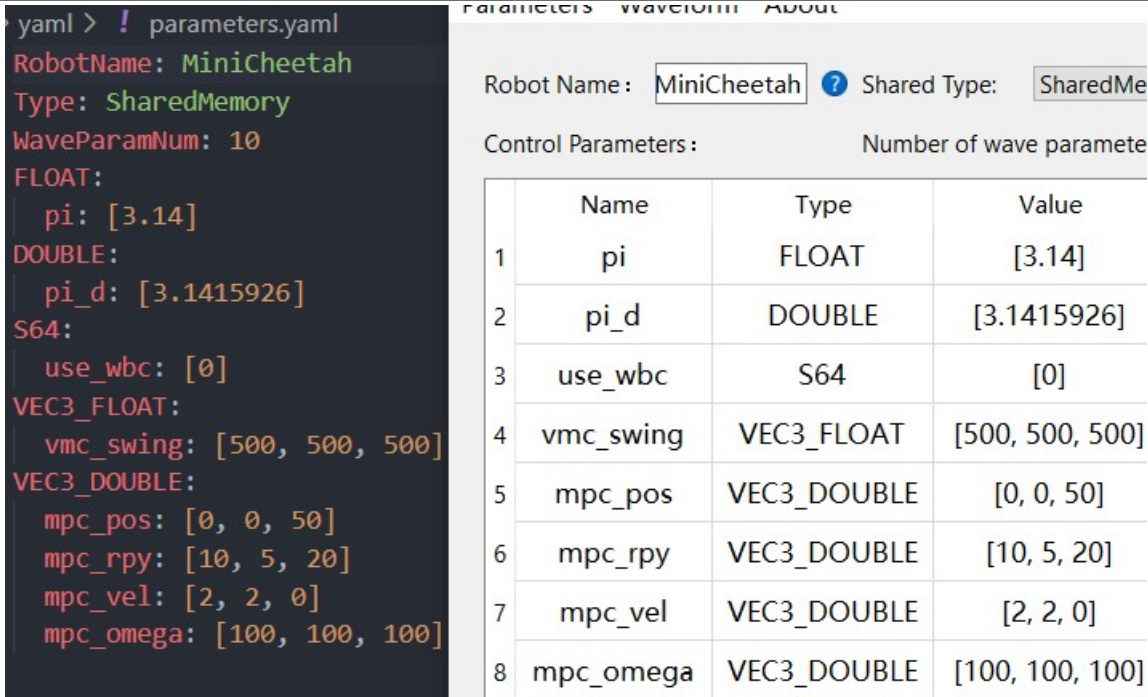 yaml > ! parameters.yaml
RobotName: MiniCheetah
Type: SharedMemory
WaveParamNum: 10
FLOAT:
pi: [3.14]
DOUBLE:
pi_d: [3.1415926]
S64:
use_wbc: [0]
VEC3_FLOAT:
vmc_swing: [500, 500, 500]
VEC3_DOUBLE:
mpc_pos: [0, 0, 50]
mpc_rpy: [10, 5, 20]
mpc_vel: [2, 2, 0]
mpc_omega: [100, 100, 100]
Parameters Waveform About
Robot Name: MiniCheetah ? Shared Type: SharedMe
Control Parameters: Number of wave paramete
Name Type Value
1 pi FLOAT [3.14]
2 pi_d DOUBLE [3.1415926]
3 use_wbc S64 [0]
4 vmc_swing VEC3_FLOAT [500, 500, 500]
5 mpc_pos VEC3_DOUBLE [0, 0, 50]
6 mpc_rpy VEC3_DOUBLE [10, 5, 20]
7 mpc_vel VEC3_DOUBLE [2, 2, 0]
8 mpc_omega VEC3_DOUBLE [100, 100, 100]